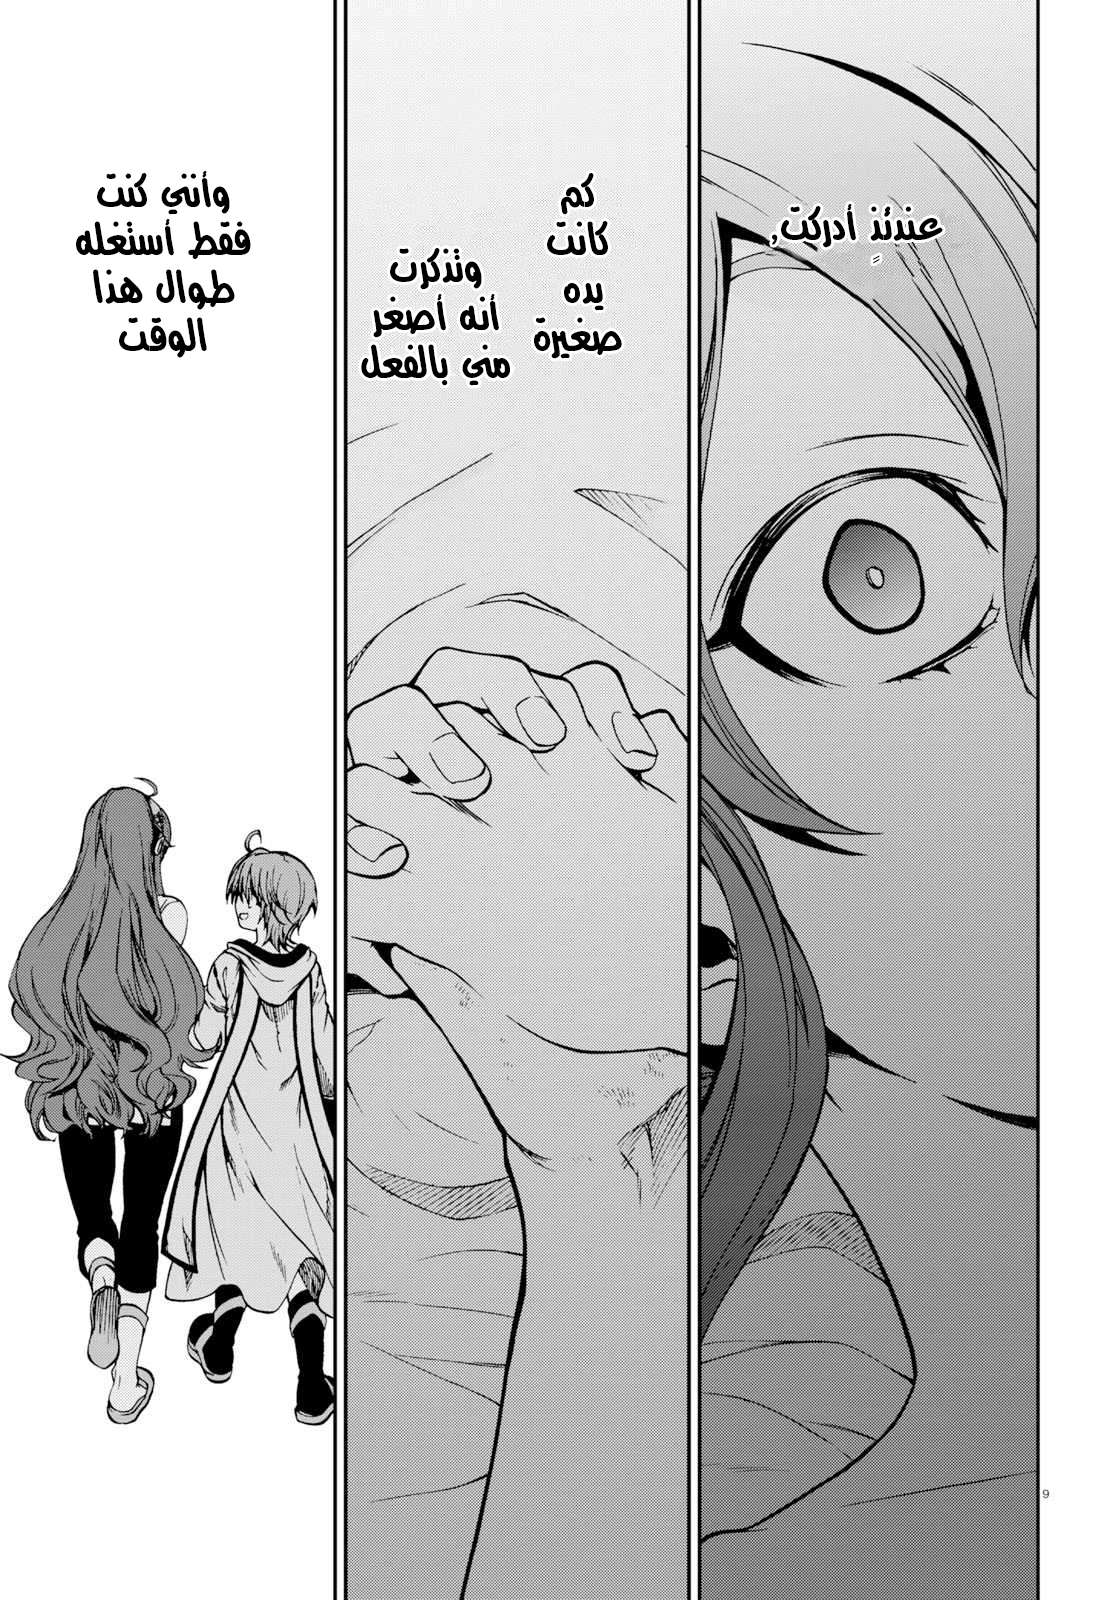 عندئذٍ أدركت,
كم
كانت
يده
صغيرة
وتذكرت
أنه أصغر
مني بالفعل
وأنني كنت
فقط أستغله
طوال هذا
الوقت
9